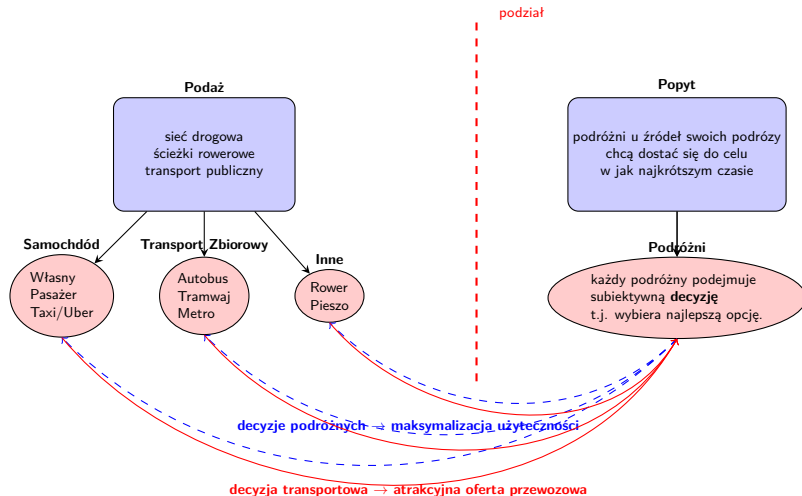 podział
Podaż
sieć drogowa
ścieżki rowerowe
transport publiczny
Popyt
podróżni u źródeł swoich podrózy
chcą dostać się do celu
w jak najkrótszym czasie
Samochdód
Własny
Pasażer
Taxi/Uber
Transport Zbiorowy
Autobus
Tramwaj
Metro
Inne
Rower
Pieszo
Podróżni
każdy podróżny podejmuje
subiektywną decyzję
t.j. wybiera najlepszą opcję.
decyzje podróżnych → maksymalizacja użyteczności
decyzja transportowa → atrakcyjna oferta przewozowa